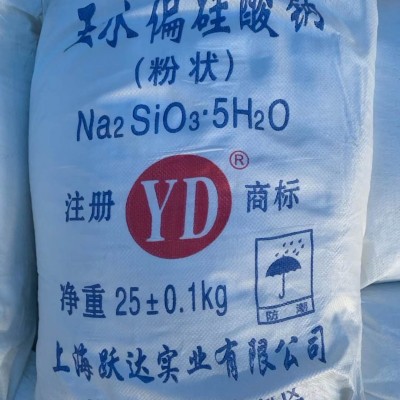 五水偏硅酸钠
(粉状)
Na2SiO3·5H2O
注册 YD® 商标
净重 25±0.1kg
防潮
上海跃达实业有限公司